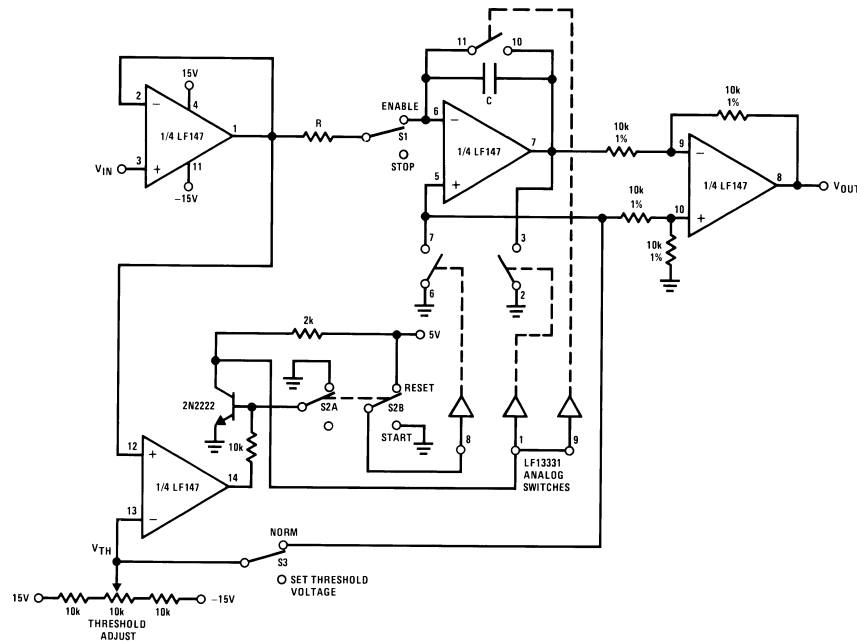 11
10
15V
C
2
4
ENABLE
6
1/4 LF147
1
R
S1
1/4 LF147
7
10k
1%
10k
1%
9
VIN
3
11
-15V
STOP
5
1/4 LF147
8
VOUT
10k
1%
10
7
3
10k
1%
6
2
2k
5V
RESET
2N2222
S2A
S2B
START
10k
8
1
9
LF13331
ANALOG
SWITCHES
12
1/4 LF147
14
13
NORM
VTH
S3
SET THRESHOLD
VOLTAGE
15V
10k
10k
10k
-15V
THRESHOLD
ADJUST